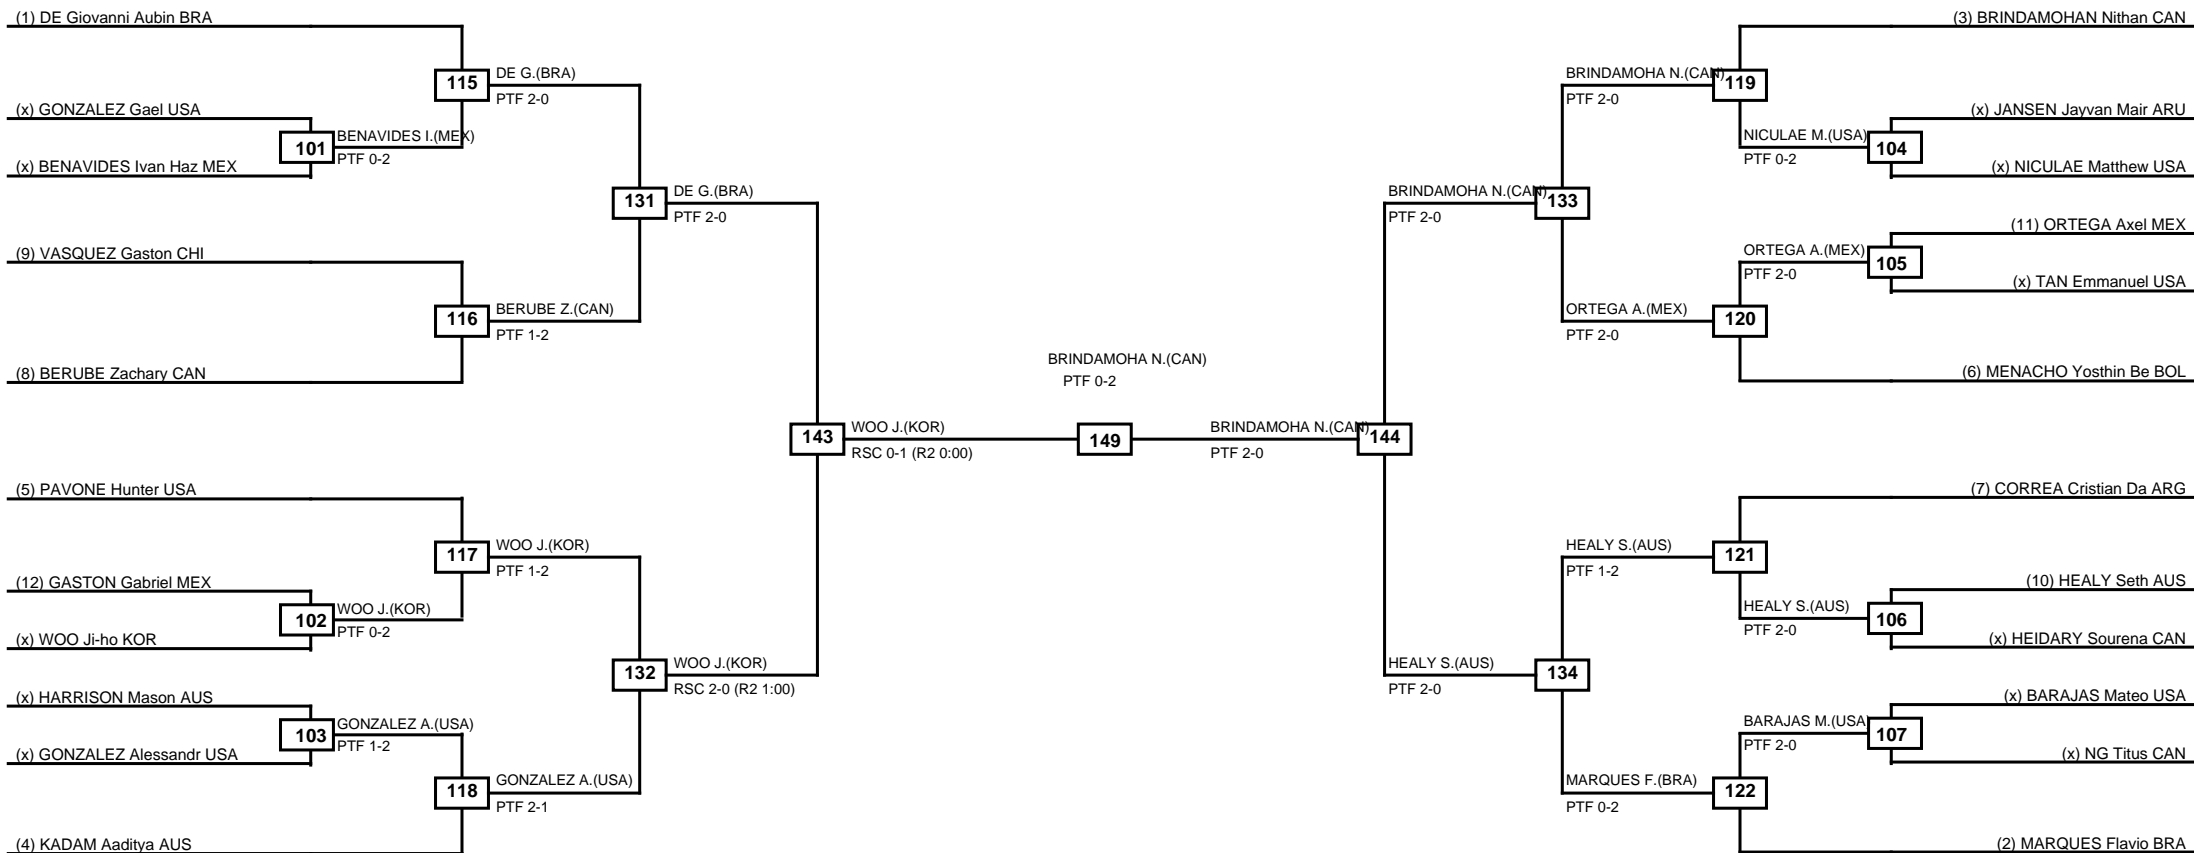 (1) DE Giovanni Aubin BRA
(x) GONZALEZ Gael USA
(x) BENAVIDES Ivan Haz MEX
(9) VASQUEZ Gaston CHI
(8) BERUBE Zachary CAN
(5) PAVONE Hunter USA
(12) GASTON Gabriel MEX
(x) WOO Ji-ho KOR
(x) HARRISON Mason AUS
(x) GONZALEZ Alessandr USA
(4) KADAM Aaditya AUS
101
BENAVIDES I.(MEX)
PTF 0-2
102
WOO J.(KOR)
PTF 0-2
103
GONZALEZ A.(USA)
PTF 1-2
115
DE G.(BRA)
PTF 2-0
116
BERUBE Z.(CAN)
PTF 1-2
117
WOO J.(KOR)
PTF 1-2
118
GONZALEZ A.(USA)
PTF 2-1
131
DE G.(BRA)
PTF 2-0
132
WOO J.(KOR)
RSC 2-0 (R2 1:00)
143
WOO J.(KOR)
RSC 0-1 (R2 0:00)
BRINDAMOHA N.(CAN)
PTF 0-2
149
BRINDAMOHA N.(CAN)
PTF 2-0
144
BRINDAMOHA N.(CAN)
PTF 2-0
133
HEALY S.(AUS)
PTF 2-0
134
BRINDAMOHA N.(CAN)
PTF 2-0
119
ORTEGA A.(MEX)
PTF 2-0
120
HEALY S.(AUS)
PTF 1-2
121
MARQUES F.(BRA)
PTF 0-2
122
NICULAE M.(USA)
PTF 0-2
104
ORTEGA A.(MEX)
PTF 2-0
105
HEALY S.(AUS)
PTF 2-0
106
BARAJAS M.(USA)
PTF 2-0
107
(3) BRINDAMOHAN Nithan CAN
(x) JANSEN Jayvan Mair ARU
(x) NICULAE Matthew USA
(11) ORTEGA Axel MEX
(x) TAN Emmanuel USA
(6) MENACHO Yosthin Be BOL
(7) CORREA Cristian Da ARG
(10) HEALY Seth AUS
(x) HEIDARY Sourena CAN
(x) BARAJAS Mateo USA
(x) NG Titus CAN
(2) MARQUES Flavio BRA